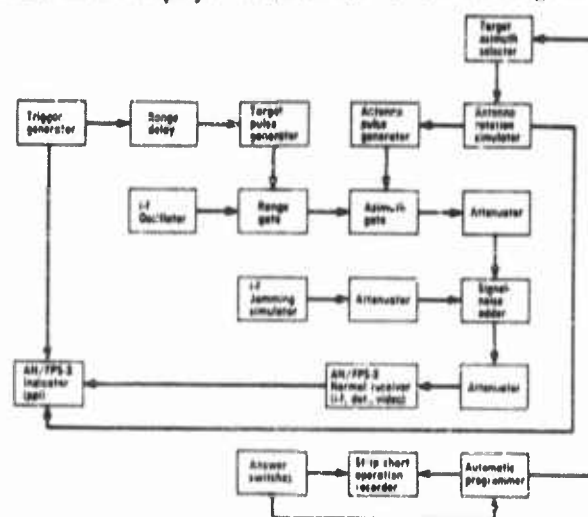 Target
azimuth
selector
Trigger
generator
Range
delay
Target
pulse
generator
Antenna
pulse
generator
Antenna
rotation
simulator
i-f
Oscillator
Range
gate
Azimuth
gate
Attenuator
i-f
Jamming
simulator
Attenuator
Signal-
noise
adder
AN/FPS-3
Indicator
(ppi)
AN/FPS-3
Normal receiver
(i-f, det., video)
Attenuator
Answer
switches
Strip chart
operation
recorder
Automatic
programmer